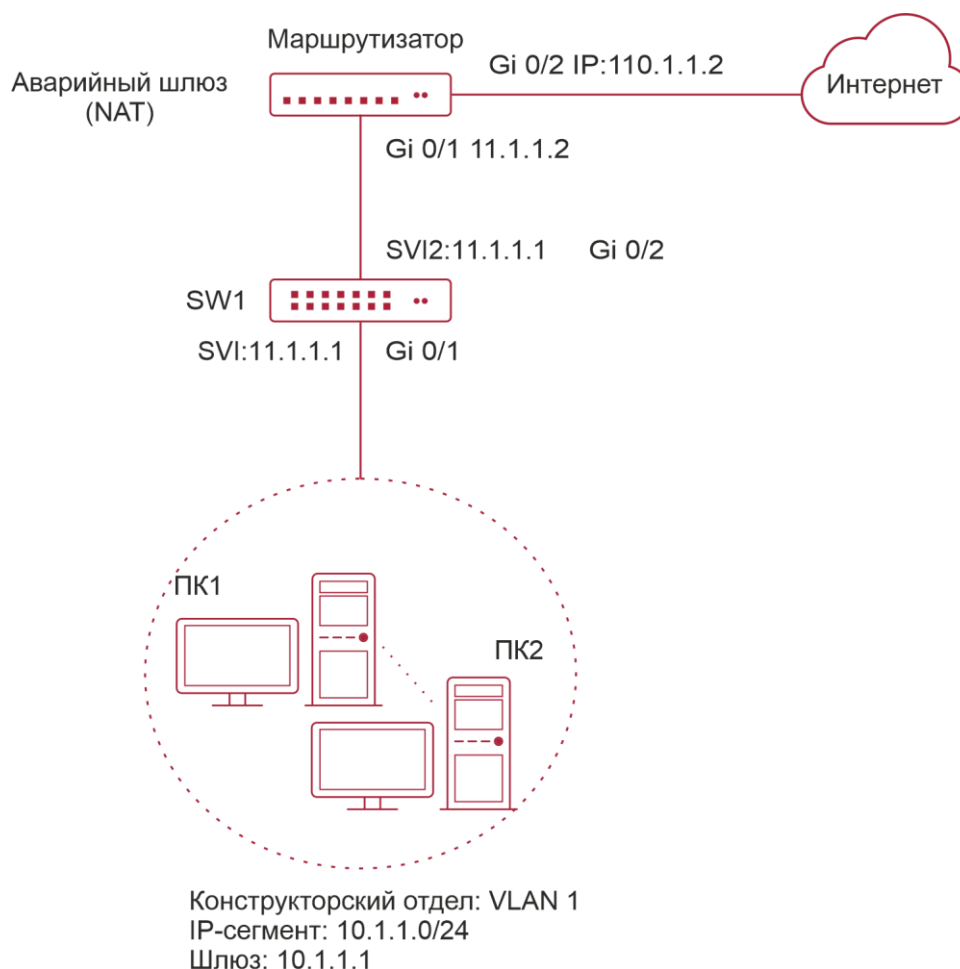 Маршрутизатор
Gi 0/2 IP:110.1.1.2
Интернет
Аварийный шлюз
(NAT)
Gi 0/1 11.1.1.2
SVI2:11.1.1.1 Gi 0/2
SW1
SVI:11.1.1.1 Gi 0/1
ПК1
ПК2
Конструкторский отдел: VLAN 1
IP-сегмент: 10.1.1.0/24
Шлюз: 10.1.1.1